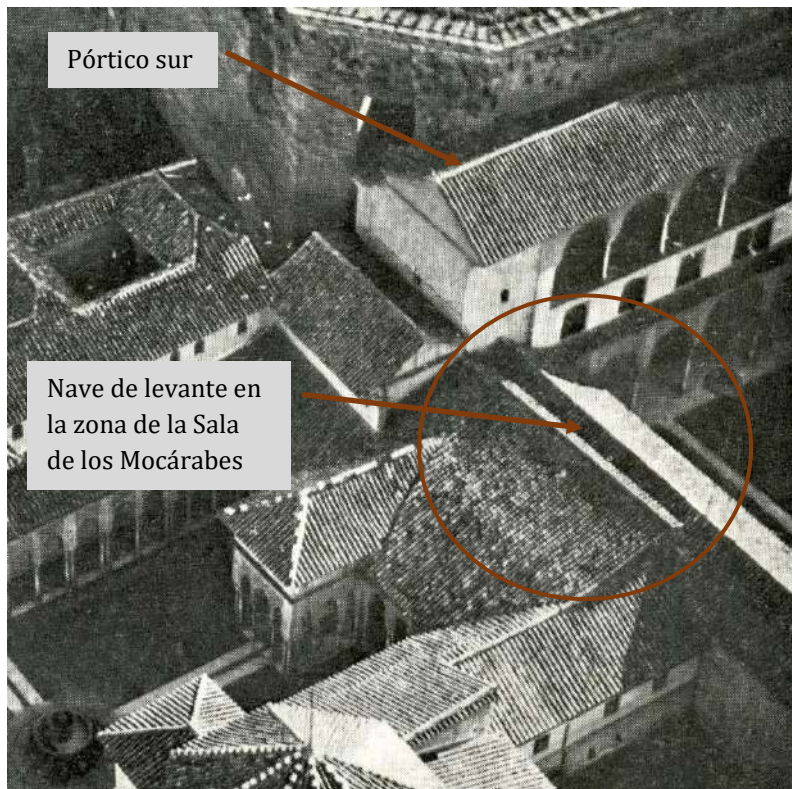 Pórtico sur
Nave de levante en
la zona de la Sala
de los Mocárabes